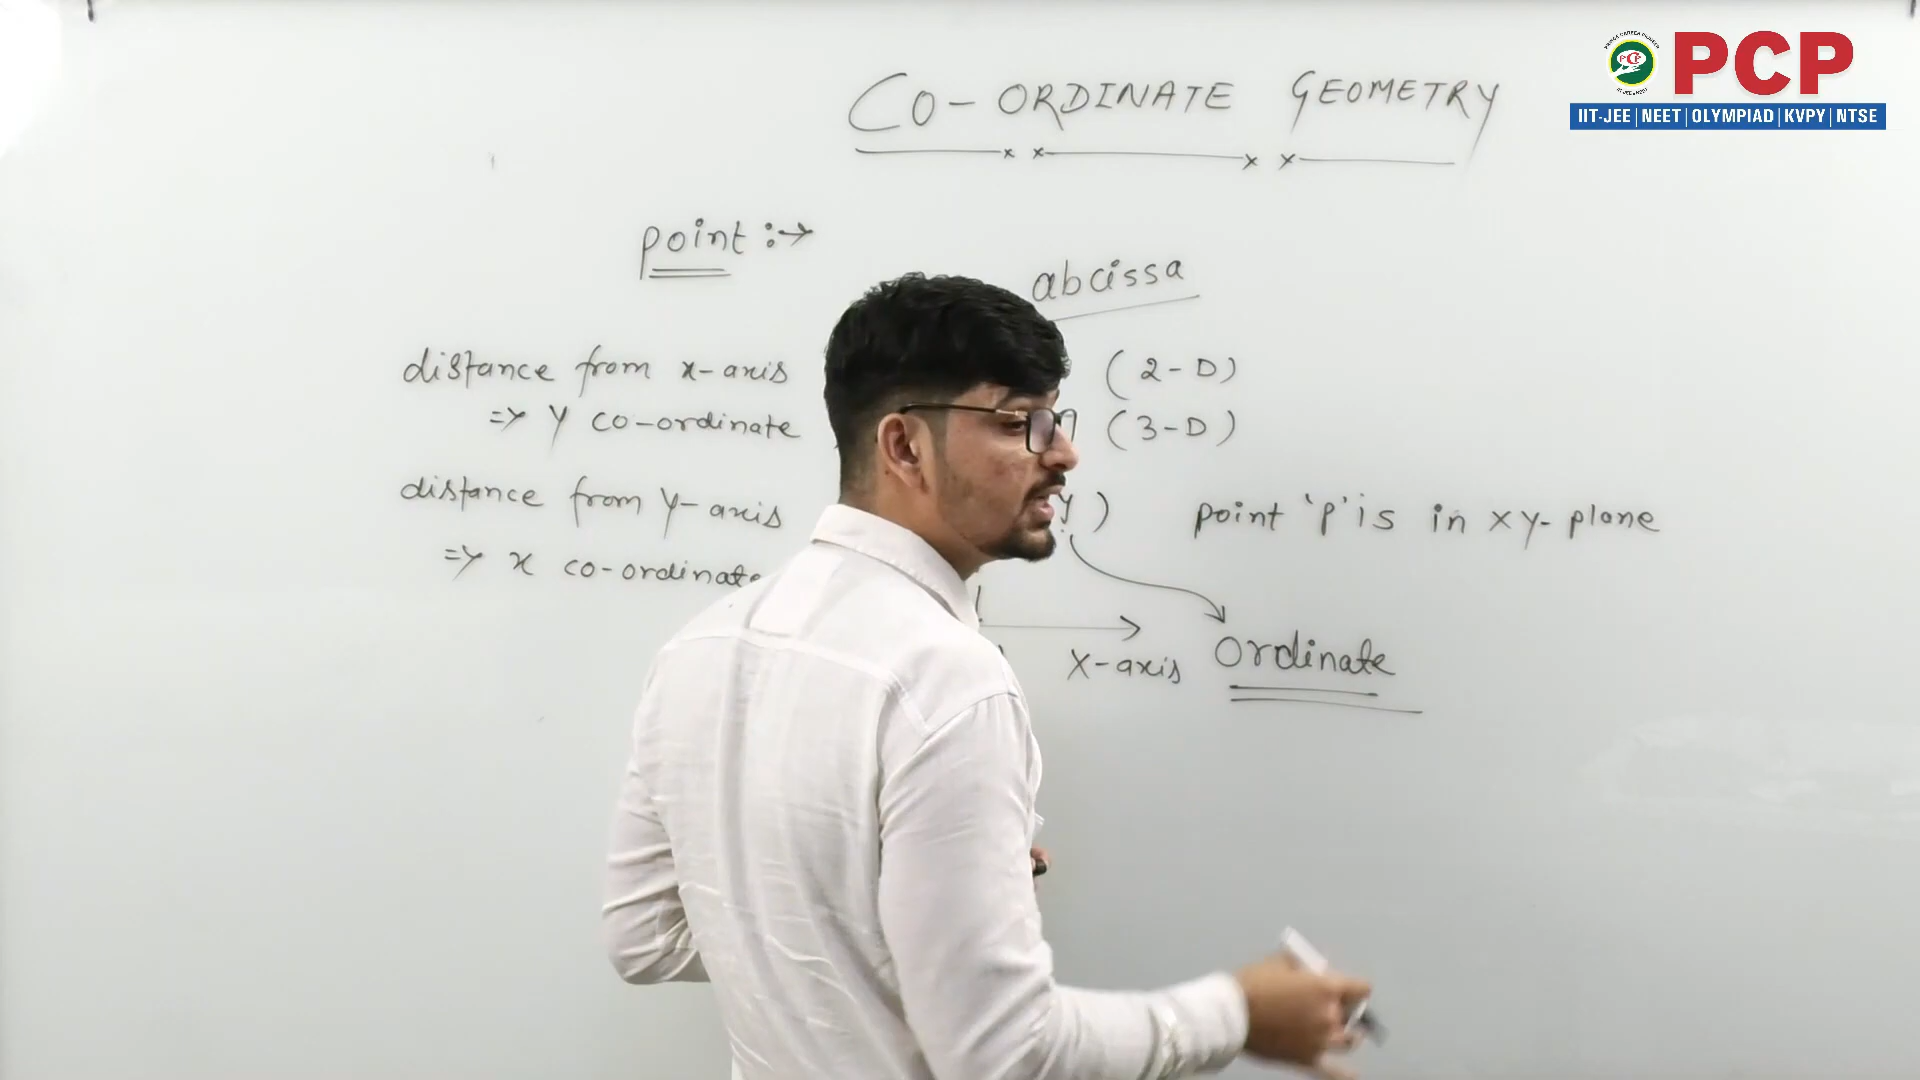 PCP
IIT-JEE | NEET | OLYMPIAD | KVPY | NTSE
CO-ORDINATE GEOMETRY
point :→
abcissa
distance from x-axis (2-D)
=> y co-ordinate (3-D)
distance from y-axis y ) point 'p' is in xy-plane
=> x co-ordinate
X-axis Ordinate